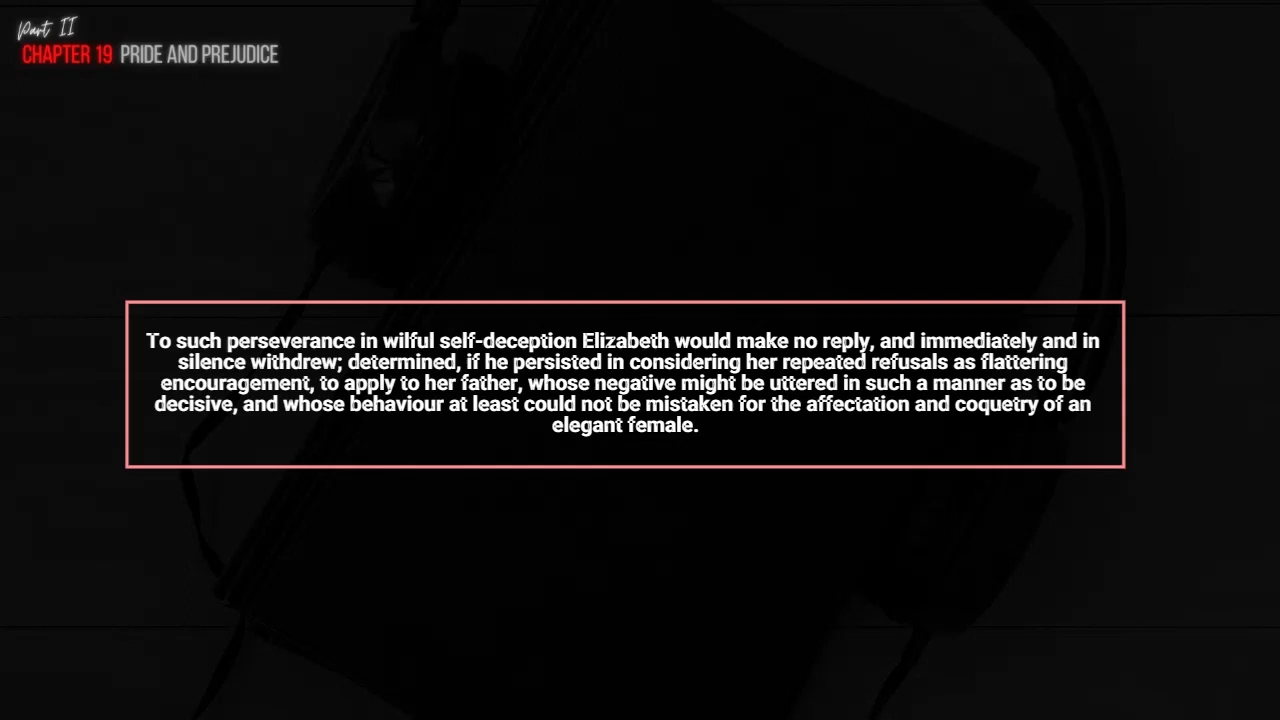 Part II
CHAPTER 19 PRIDE AND PREJUDICE
To such perseverance in wilful self-deception Elizabeth would make no reply, and immediately and in
silence withdrew; determined, if he persisted in considering her repeated refusals as flattering
encouragement, to apply to her father, whose negative might be uttered in such a manner as to be
decisive, and whose behaviour at least could not be mistaken for the affectation and coquetry of an
elegant female.